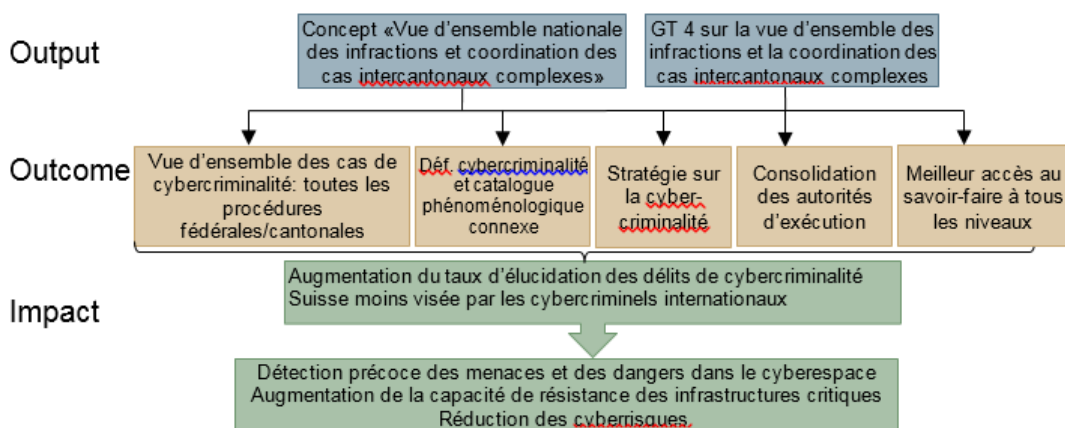 Output
Concept «Vue d'ensemble nationale
des infractions et coordination des
cas intercantonaux complexes»
GT 4 sur la vue d'ensemble des
infractions et la coordination des
cas intercantonaux complexes
Outcome
Vue d'ensemble des cas de
cybercriminalité: toutes les
procédures
fédérales/cantonales
Déf. cybercriminalité
et catalogue
phénoménologique
connexe
Stratégie sur
la cyber-
criminalité
Consolidation
des autorités
d'exécution
Meilleur accès au
savoir-faire à tous
les niveaux
Impact
Augmentation du taux d'élucidation des délits de cybercriminalité
Suisse moins visée par les cybercriminels internationaux
Détection précoce des menaces et des dangers dans le cyberespace
Augmentation de la capacité de résistance des infrastructures critiques
Réduction des cyberrisques